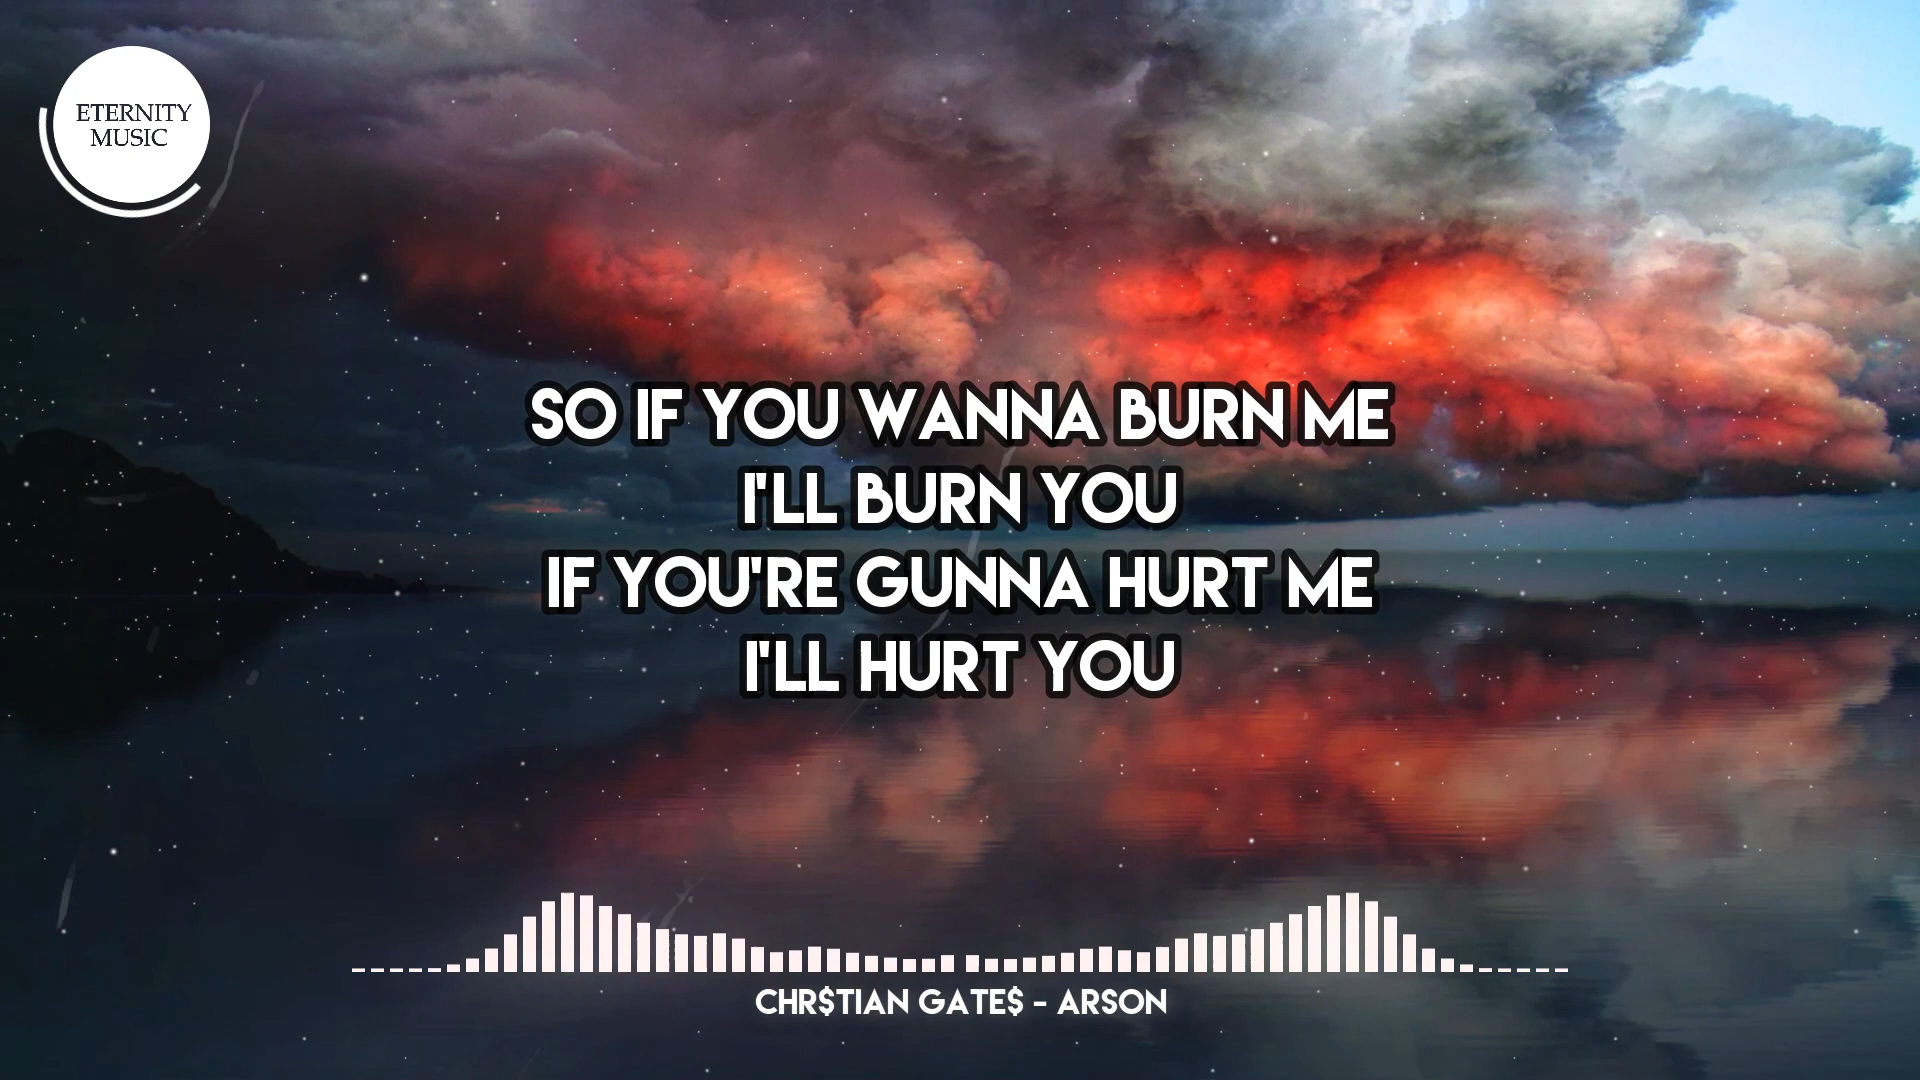 ETERNITY
MUSIC
SO IF YOU WANNA BURN ME
I'LL BURN YOU
IF YOU'RE GUNNA HURT ME
I'LL HURT YOU
CHR$TIAN GATE$ - ARSON